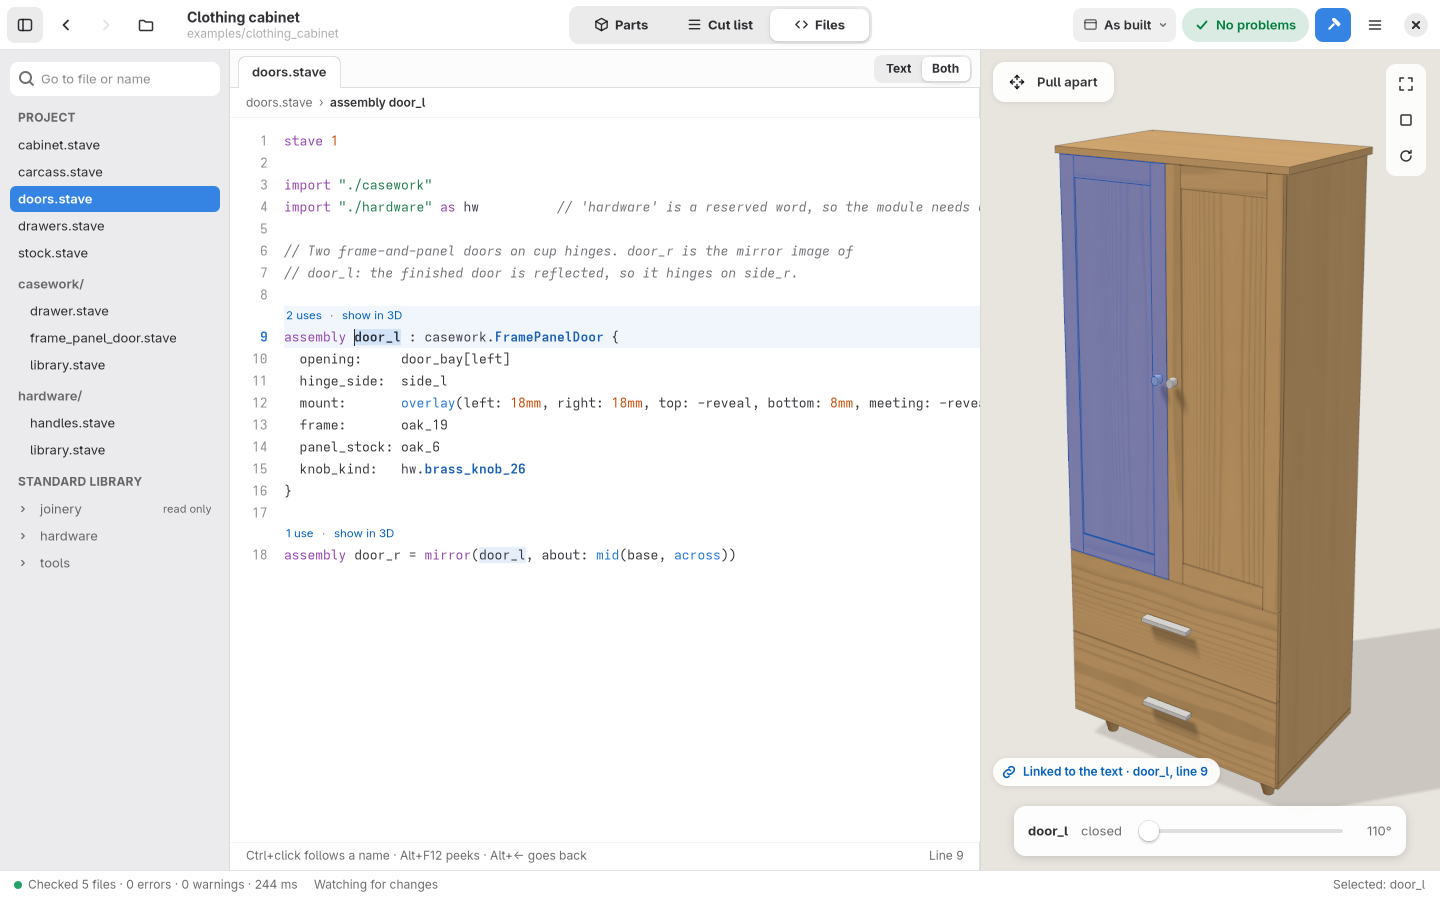 Clothing cabinet
examples/clothing_cabinet
Parts
Cut list
Files
As built
No problems
Go to file or name
PROJECT
cabinet.stave
carcass.stave
doors.stave
drawers.stave
stock.stave
casework/
drawer.stave
frame_panel_door.stave
library.stave
hardware/
handles.stave
library.stave
STANDARD LIBRARY
joinery read only
hardware
tools
doors.stave
Text Both
doors.stave › assembly door_l
1 stave 1
2
3 import "./casework"
4 import "./hardware" as hw // 'hardware' is a reserved word, so the module needs
5
6 // Two frame-and-panel doors on cup hinges. door_r is the mirror image of
7 // door_l: the finished door is reflected, so it hinges on side_r.
8
2 uses · show in 3D
9 assembly door_l : casework.FramePanelDoor {
10 opening: door_bay[left]
11 hinge_side: side_l
12 mount: overlay(left: 18mm, right: 18mm, top: -reveal, bottom: 8mm, meeting: -revea
13 frame: oak_19
14 panel_stock: oak_6
15 knob_kind: hw.brass_knob_26
16 }
17
1 use · show in 3D
18 assembly door_r = mirror(door_l, about: mid(base, across))
Ctrl+click follows a name · Alt+F12 peeks · Alt+← goes back
Line 9
Pull apart
Linked to the text · door_l, line 9
door_l closed 110°
Checked 5 files · 0 errors · 0 warnings · 244 ms
Watching for changes
Selected: door_l